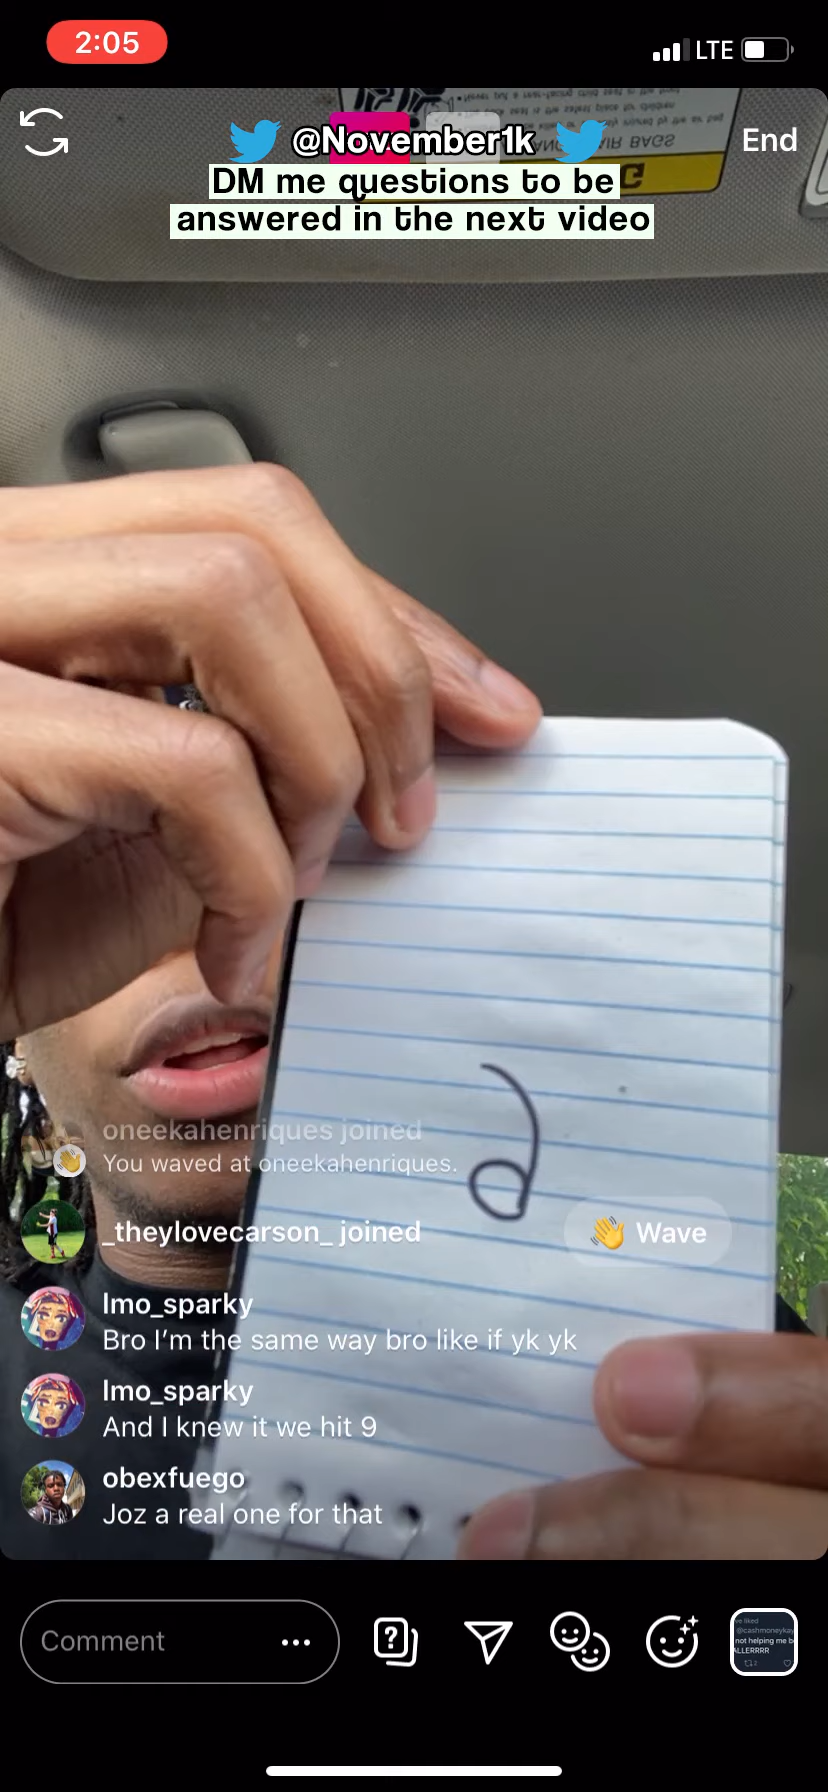 2:05
LTE
@November1k
End
DM me questions to be
answered in the next video
oneekahenriques joined
You waved at oneekahenriques.
_theylovecarson_ joined
Wave
lmo_sparky
Bro I'm the same way bro like if yk yk
lmo_sparky
And I knew it we hit 9
obexfuego
Joz a real one for that
Comment
?